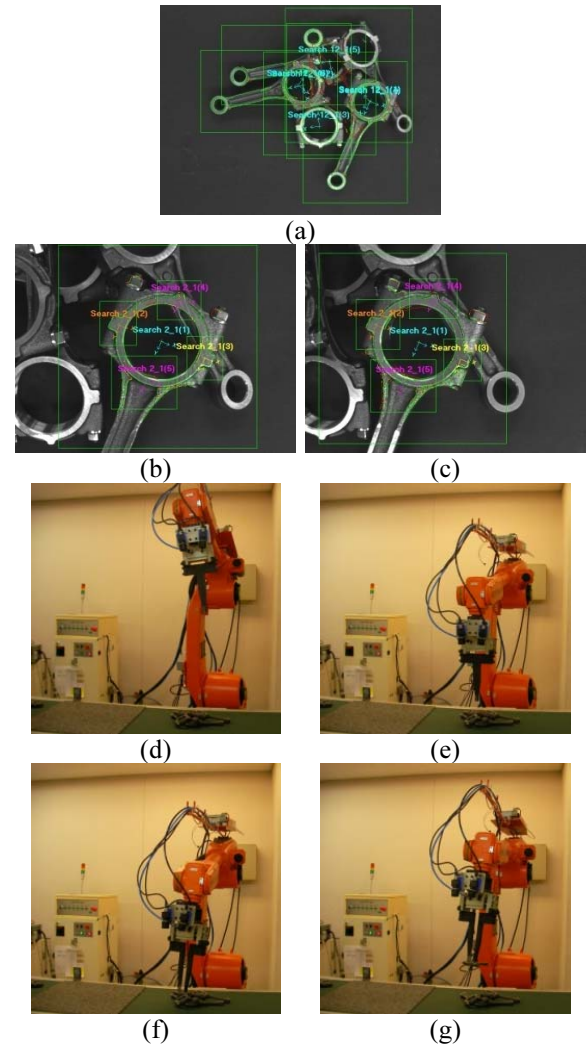 Search 12_1(5)
Search 12_1(3)
(a)
Search 2_1(4)
Search 2_1(2)
Search 2_1(1)
Search 2_1(3)
Search 2_1(5)
(b)
Search 2_1(4)
2_1(2)
Search 2_1(1)
Search 2_1(3)
Search 2_1(5)
(c)
(d)
(e)
(f)
(g)